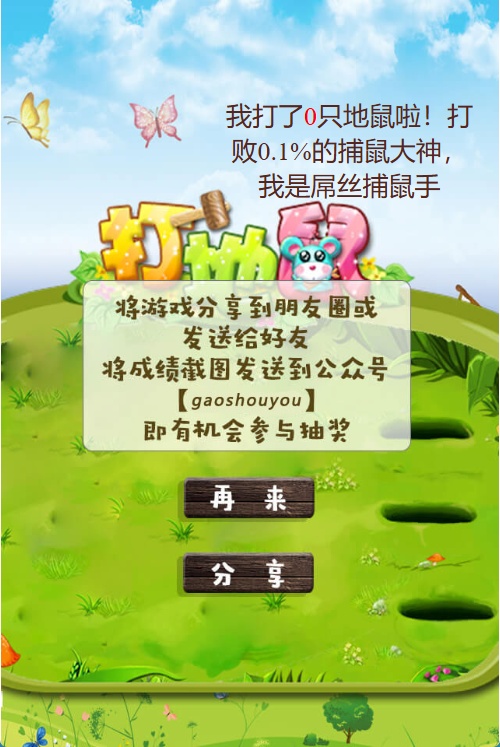 我打了0只地鼠啦！打
败0.1%的捕鼠大神，
我是屌丝捕鼠手
打地鼠
将游戏分享到朋友圈或
发送给好友
将成绩截图发送到公众号
【gaoshouyou】
即有机会参与抽奖
再 来
分 享